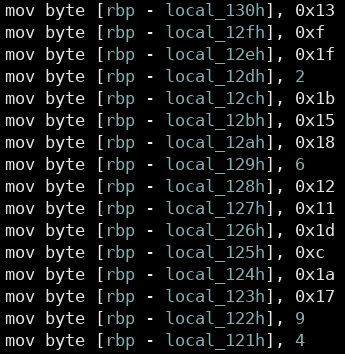 mov byte [rbp - local_130h], 0x13
mov byte [rbp - local_12fh], 0xf
mov byte [rbp - local_12eh], 0x1f
mov byte [rbp - local_12dh], 2
mov byte [rbp - local_12ch], 0x1b
mov byte [rbp - local_12bh], 0x15
mov byte [rbp - local_12ah], 0x18
mov byte [rbp - local_129h], 6
mov byte [rbp - local_128h], 0x12
mov byte [rbp - local_127h], 0x11
mov byte [rbp - local_126h], 0x1d
mov byte [rbp - local_125h], 0xc
mov byte [rbp - local_124h], 0x1a
mov byte [rbp - local_123h], 0x17
mov byte [rbp - local_122h], 9
mov byte [rbp - local_121h], 4